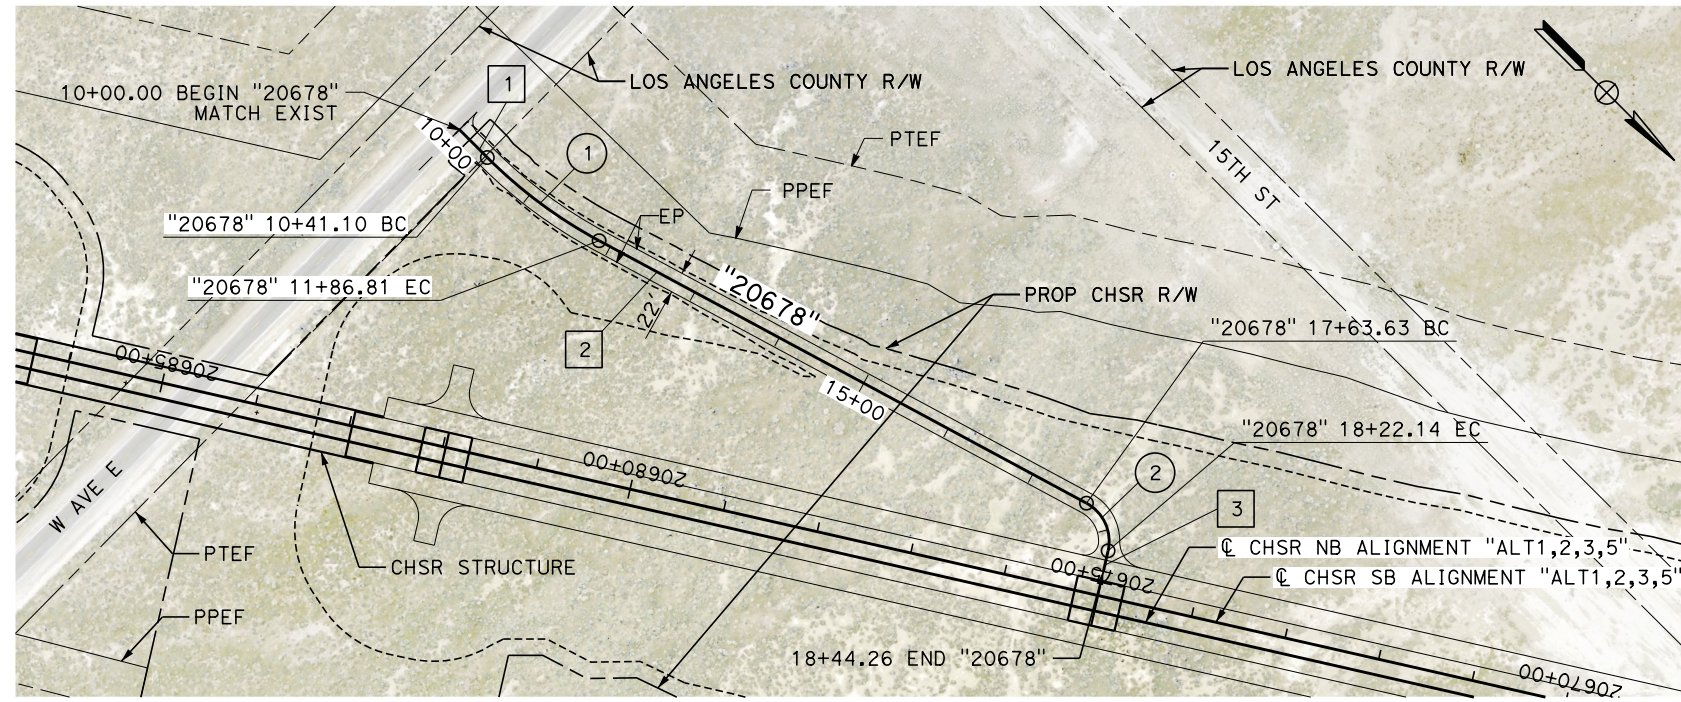 10+00.00 BEGIN "20678"
MATCH EXIST
1
LOS ANGELES COUNTY R/W
LOS ANGELES COUNTY R/W
10+00
1
PTEF
15TH ST
PPEF
"20678" 10+41.10 BC
EP
"20678" 11+86.81 EC
"20678"
22'
PROP CHSR R/W
2
"20678" 17+63.63 BC
20685+00
15+00
"20678" 18+22.14 EC
20680+00
2
W AVE E
3
PTEF
CHSR STRUCTURE
℄ CHSR NB ALIGNMENT "ALT1,2,3,5"
20675+00
℄ CHSR SB ALIGNMENT "ALT1,2,3,5"
PPEF
18+44.26 END "20678"
20670+00